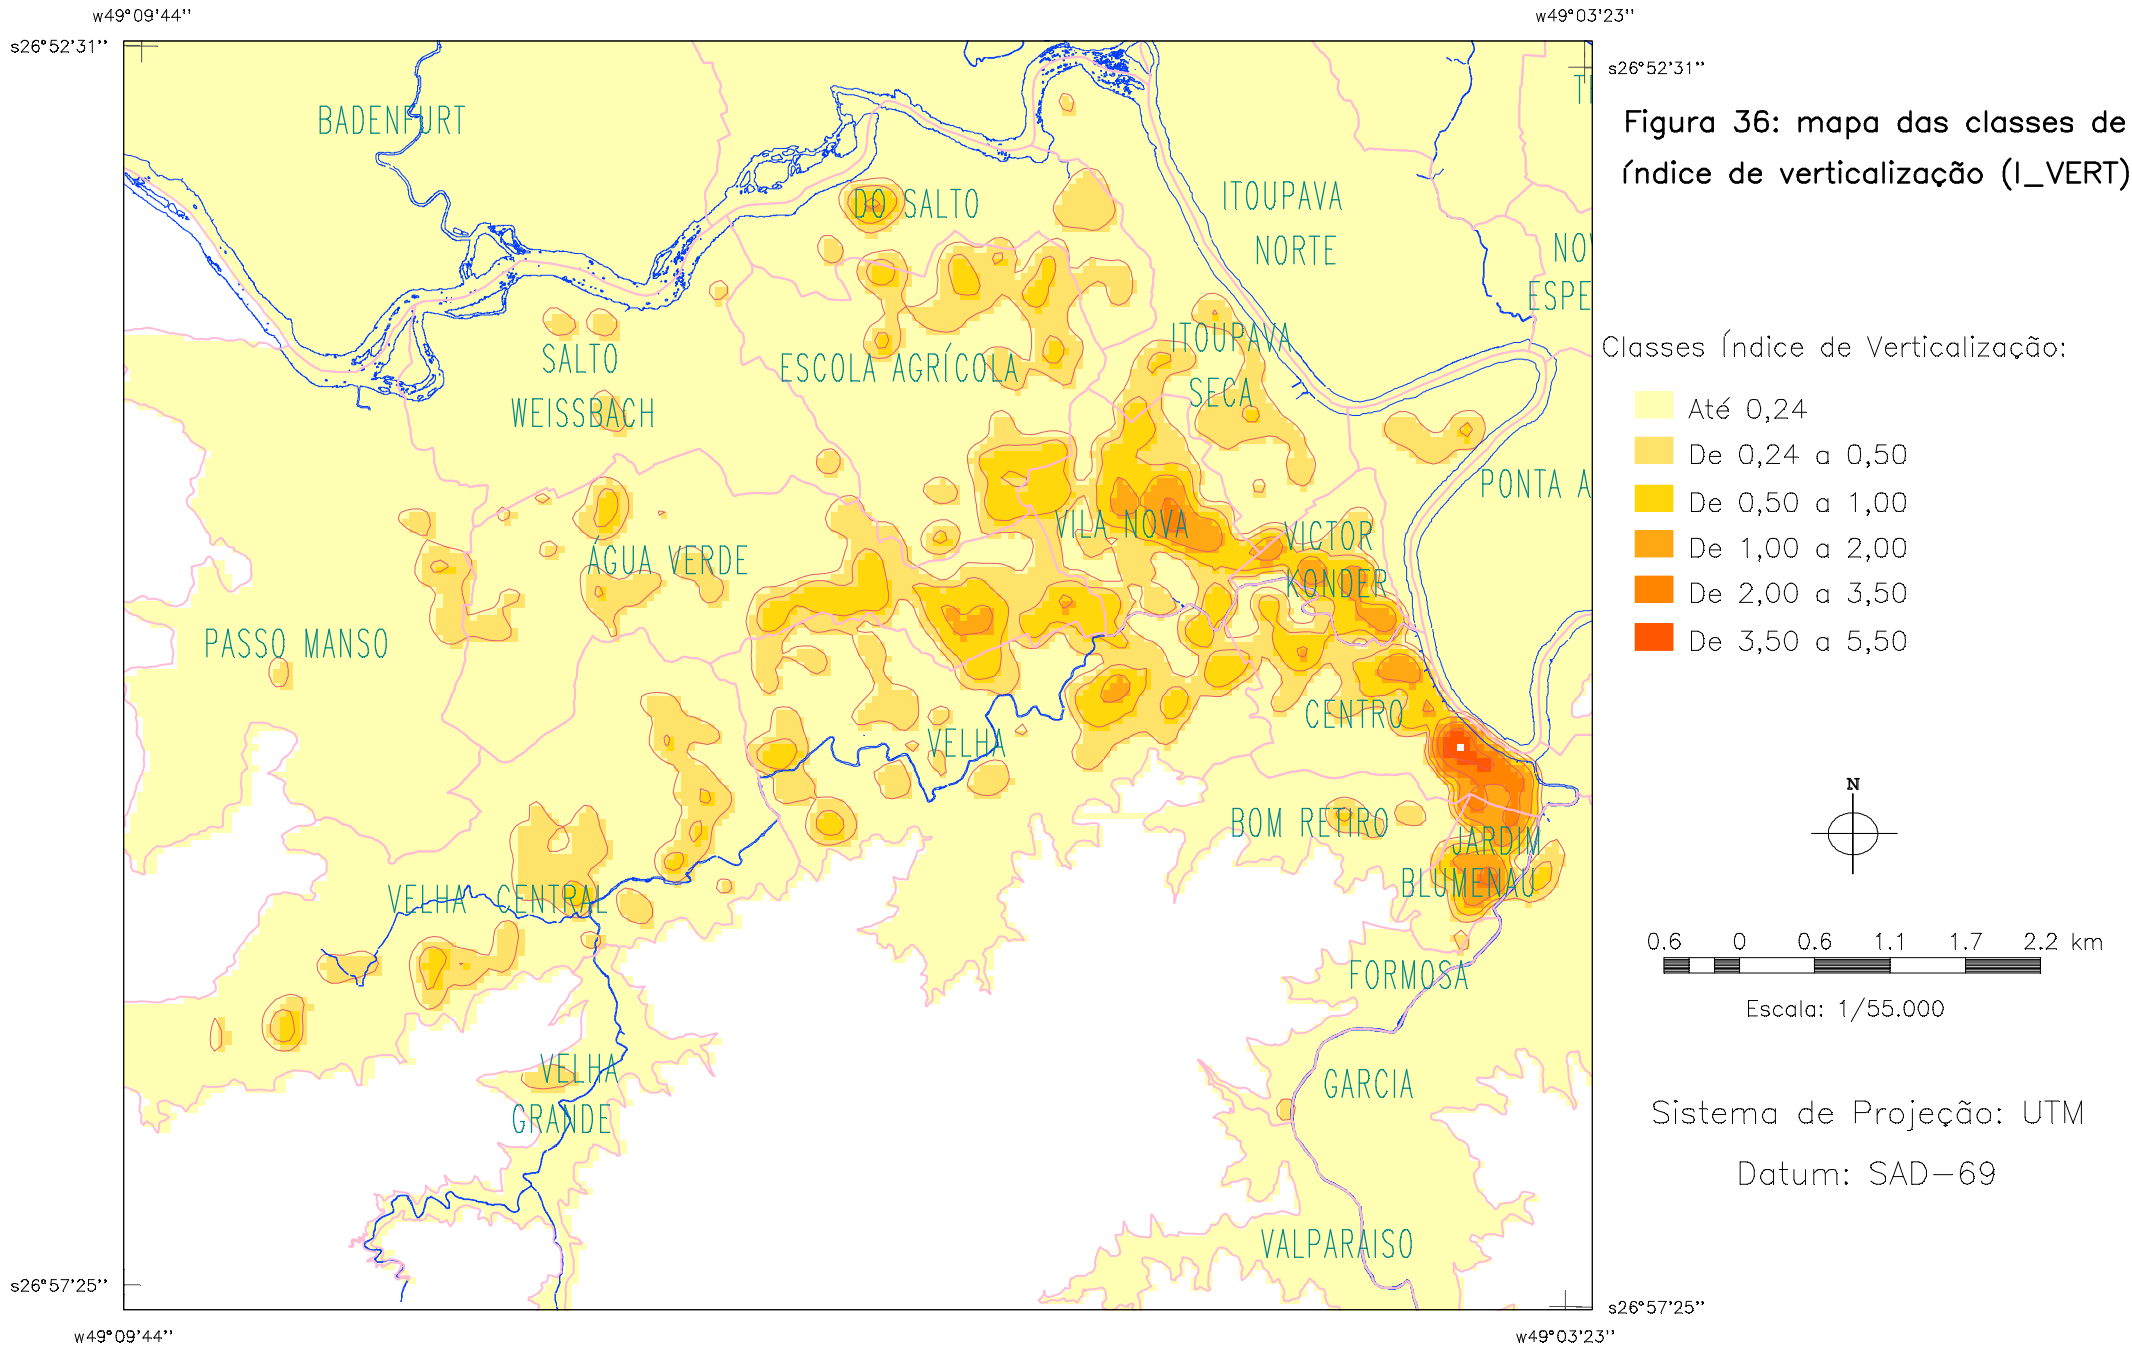 w49°09'44"
w49°03'23"
s26°52'31"
s26°52'31"
Figura 36: mapa das classes de
índice de verticalização (I_VERT)
BADENFURT
DO SALTO
ITOUPAVA
NORTE
SALTO
WEISSBACH
ESCOLA AGRÍCOLA
ITOUPAVA
SECA
PONTA A
VILA NOVA
VICTOR
KONDER
ÁGUA VERDE
PASSO MANSO
CENTRO
VELHA
BOM RETIRO
JARDIM
BLUMENAU
VELHA CENTRAL
FORMOSA
VELHA
GRANDE
GARCIA
VALPARAISO
NO
ESPE
Classes Índice de Verticalização:
Até 0,24
De 0,24 a 0,50
De 0,50 a 1,00
De 1,00 a 2,00
De 2,00 a 3,50
De 3,50 a 5,50
N
0.6 0 0.6 1.1 1.7 2.2 km
Escala: 1/55.000
Sistema de Projeção: UTM
Datum: SAD-69
s26°57'25"
s26°57'25"
w49°09'44"
w49°03'23"